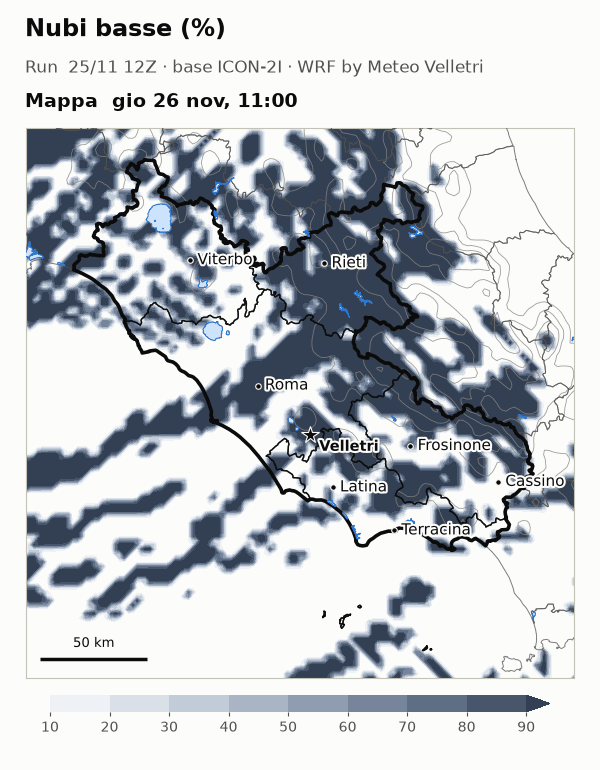 Nubi basse (%)
Run 25/11 12Z · base ICON-2I · WRF by Meteo Velletri
Mappa gio 26 nov, 11:00
Viterbo
Rieti
Roma
Velletri
Frosinone
Cassino
Latina
Terracina
50 km
10 20 30 40 50 60 70 80 90